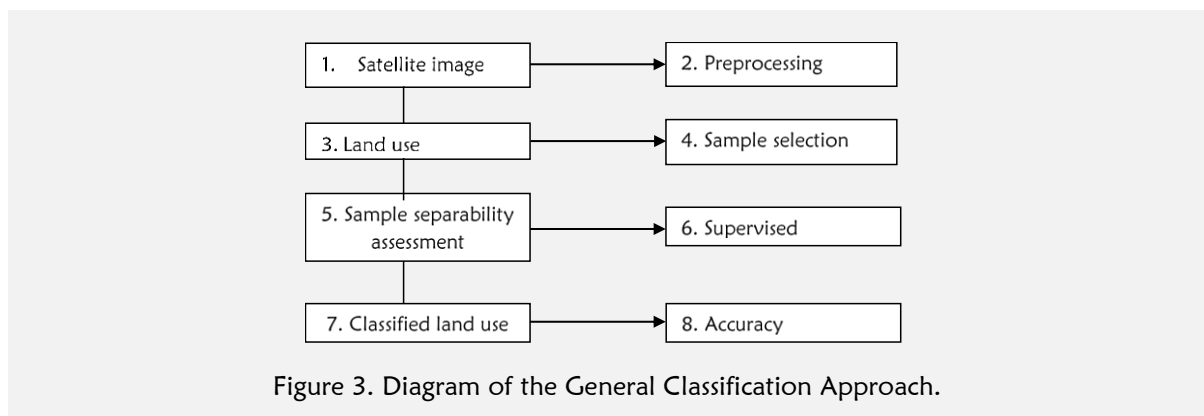 1. Satellite image
2. Preprocessing
3. Land use
4. Sample selection
5. Sample separability
assessment
6. Supervised
7. Classified land use
8. Accuracy
Figure 3. Diagram of the General Classification Approach.